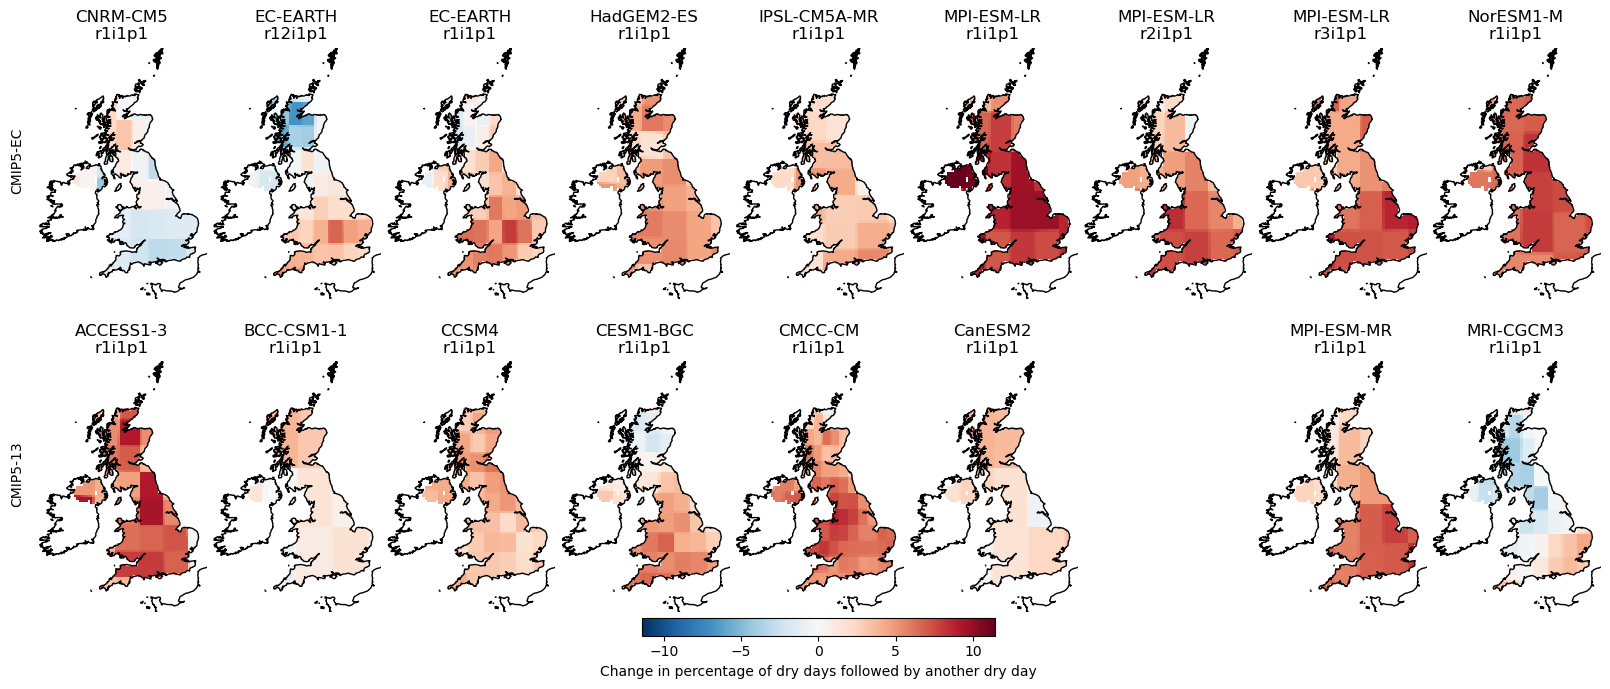 CNRM-CM5 EC-EARTH EC-EARTH HadGEM2-ES IPSL-CM5A-MR MPI-ESM-LR MPI-ESM-LR MPI-ESM-LR NorESM1-M
r1i1p1 r12i1p1 r1i1p1 r1i1p1 r1i1p1 r1i1p1 r2i1p1 r3i1p1 r1i1p1
CMIP5-EC
ACCESS1-3 BCC-CSM1-1 CCSM4 CESM1-BGC CMCC-CM CanESM2 MPI-ESM-MR MRI-CGCM3
r1i1p1 r1i1p1 r1i1p1 r1i1p1 r1i1p1 r1i1p1 r1i1p1 r1i1p1
CMIP5-13
−10 −5 0 5 10
Change in percentage of dry days followed by another dry day